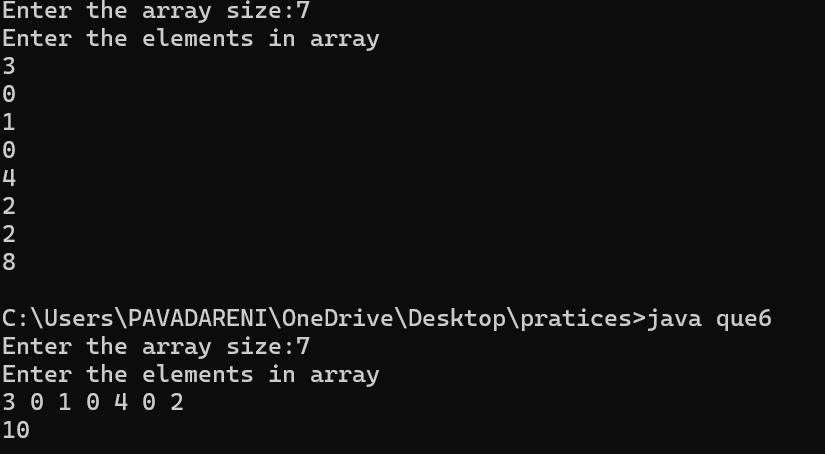 Enter the array size:7
Enter the elements in array
3
0
1
0
4
2
2
8
C:\Users\PAVADARENI\OneDrive\Desktop\pratices>java que6
Enter the array size:7
Enter the elements in array
3 0 1 0 4 0 2
10